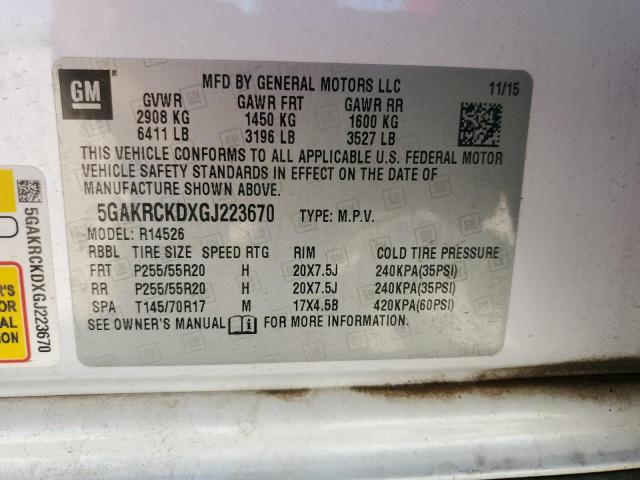 GM
MFD BY GENERAL MOTORS LLC 11/15
GVWR GAWR FRT GAWR RR
2908 KG 1450 KG 1600 KG
6411 LB 3196 LB 3527 LB
THIS VEHICLE CONFORMS TO ALL APPLICABLE U.S. FEDERAL MOTOR
VEHICLE SAFETY STANDARDS IN EFFECT ON THE DATE OF
MANUFACTURE SHOWN ABOVE.
5GAKRCKDXGJ223670 TYPE: M.P.V.
MODEL: R14526
RBBL TIRE SIZE SPEED RTG RIM COLD TIRE PRESSURE
FRT P255/55R20 H 20X7.5J 240KPA(35PSI)
RR P255/55R20 H 20X7.5J 240KPA(35PSI)
SPA T145/70R17 M 17X4.5B 420KPA(60PSI)
SEE OWNER'S MANUAL FOR MORE INFORMATION.
5GAKRCKDXGJ223670